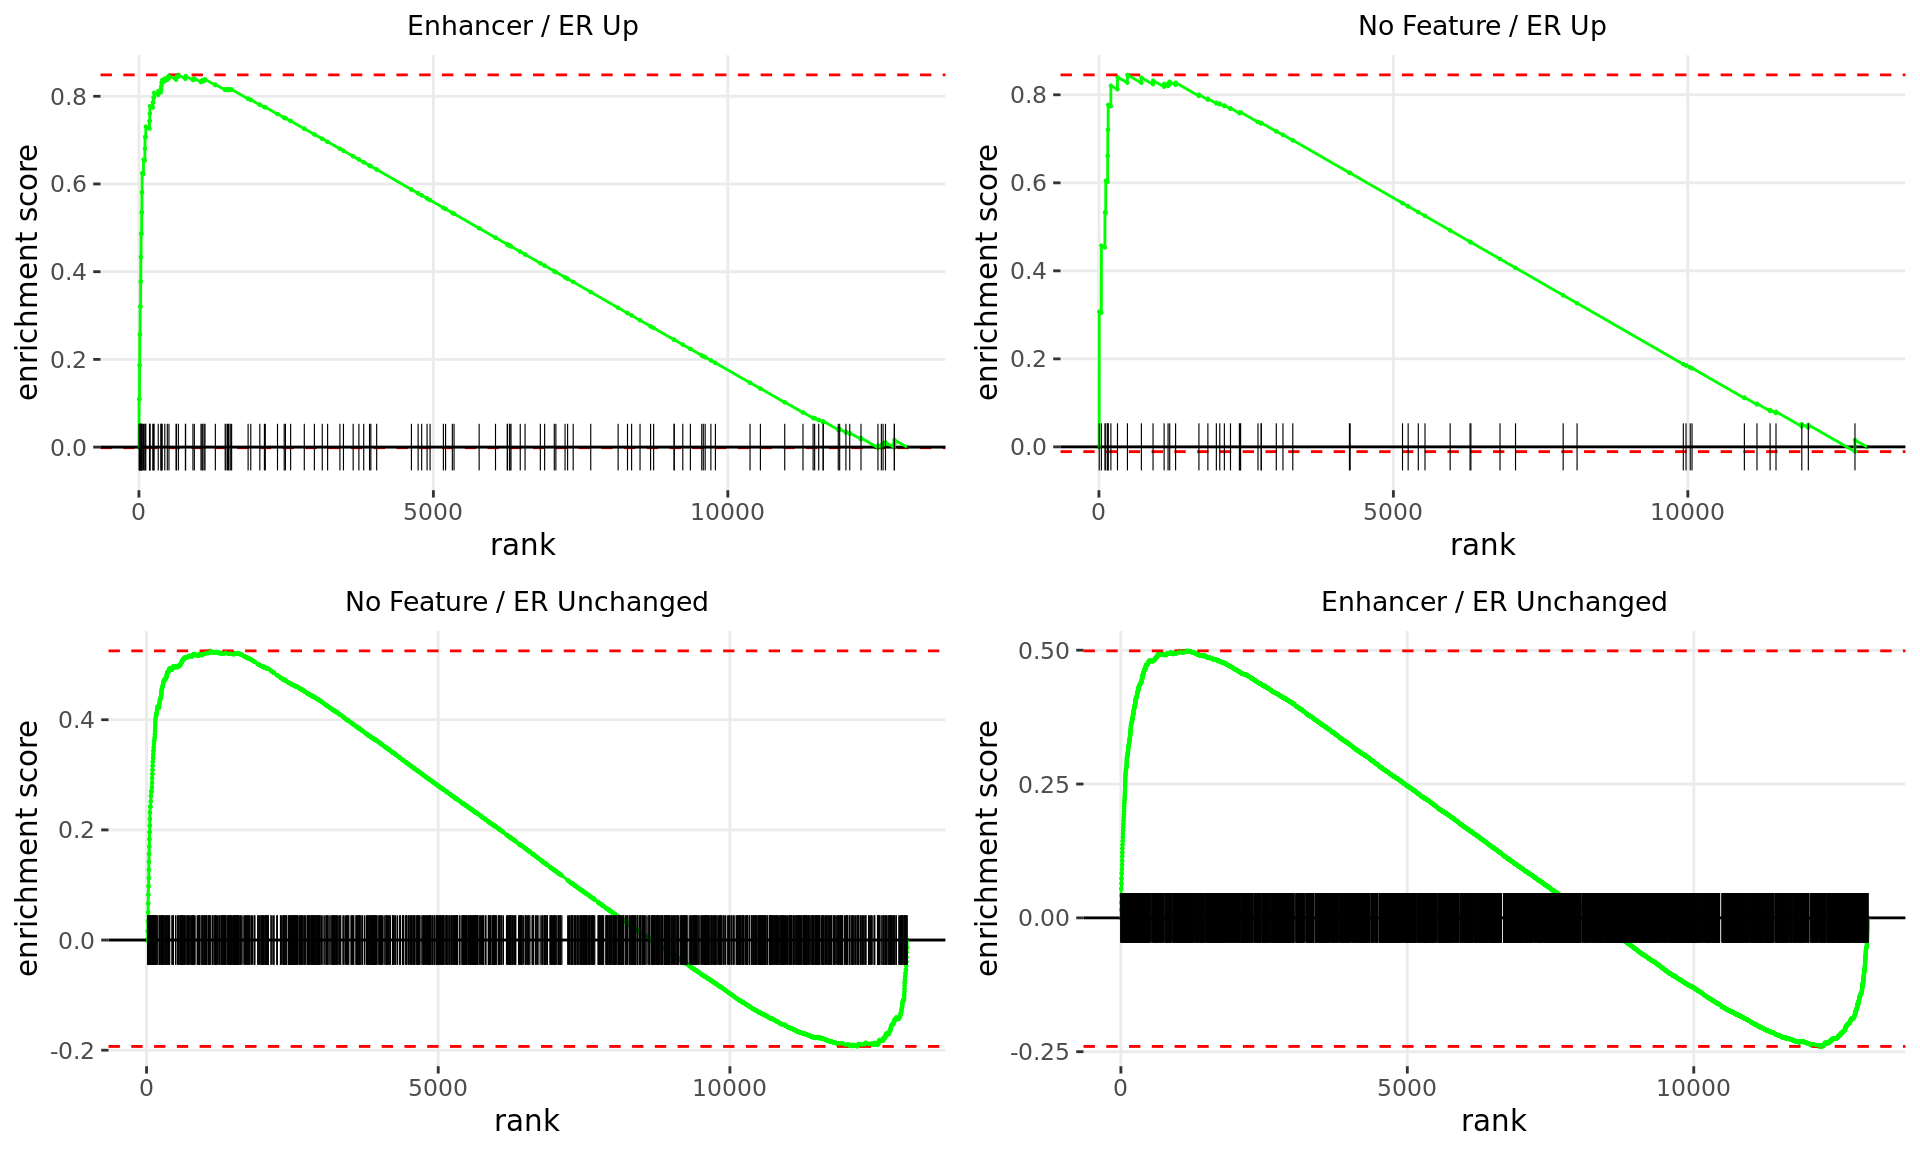 Enhancer / ER Up
enrichment score
0.8
0.6
0.4
0.2
0.0
0 5000 10000
rank
No Feature / ER Up
enrichment score
0.8
0.6
0.4
0.2
0.0
0 5000 10000
rank
No Feature / ER Unchanged
enrichment score
0.4
0.2
0.0
-0.2
0 5000 10000
rank
Enhancer / ER Unchanged
enrichment score
0.50
0.25
0.00
-0.25
0 5000 10000
rank